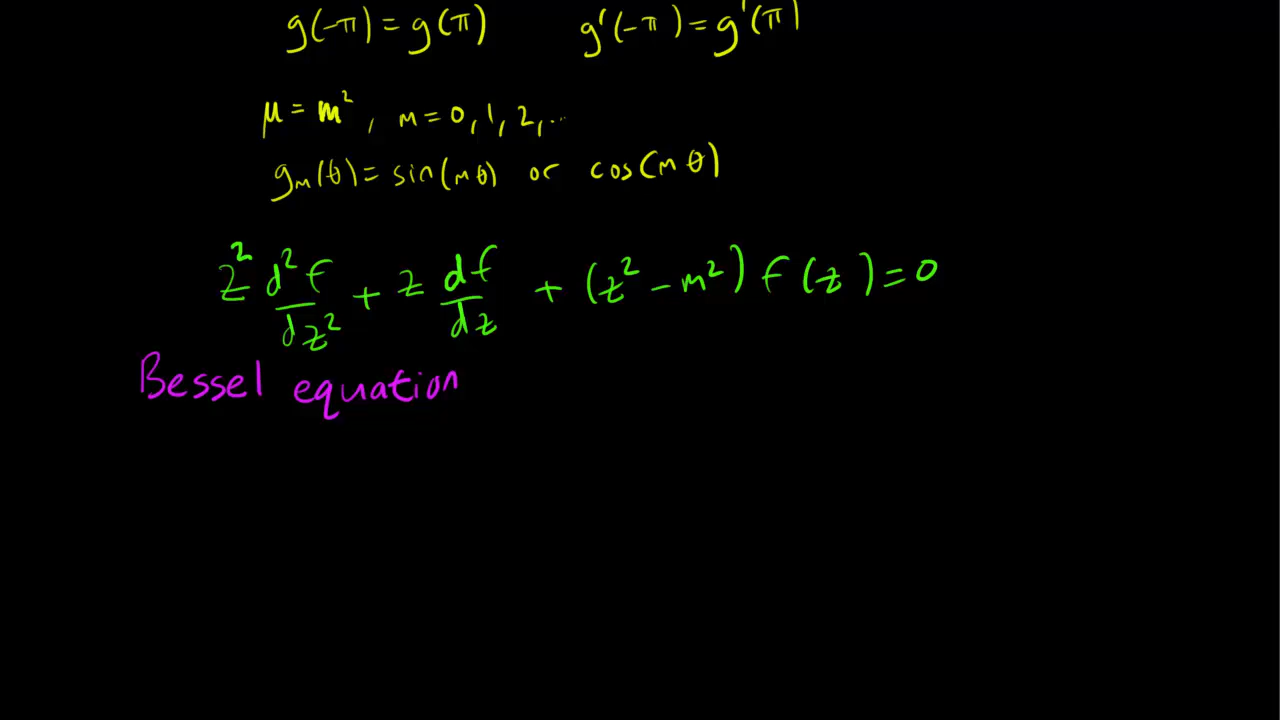 g(-π) = g(π) g'(-π) = g'(π)
μ = m², m = 0, 1, 2, ...
gₘ(θ) = sin(mθ) or cos(mθ)
z² d²f/dz² + z df/dz + (z² - m²) f(z) = 0
Bessel equation